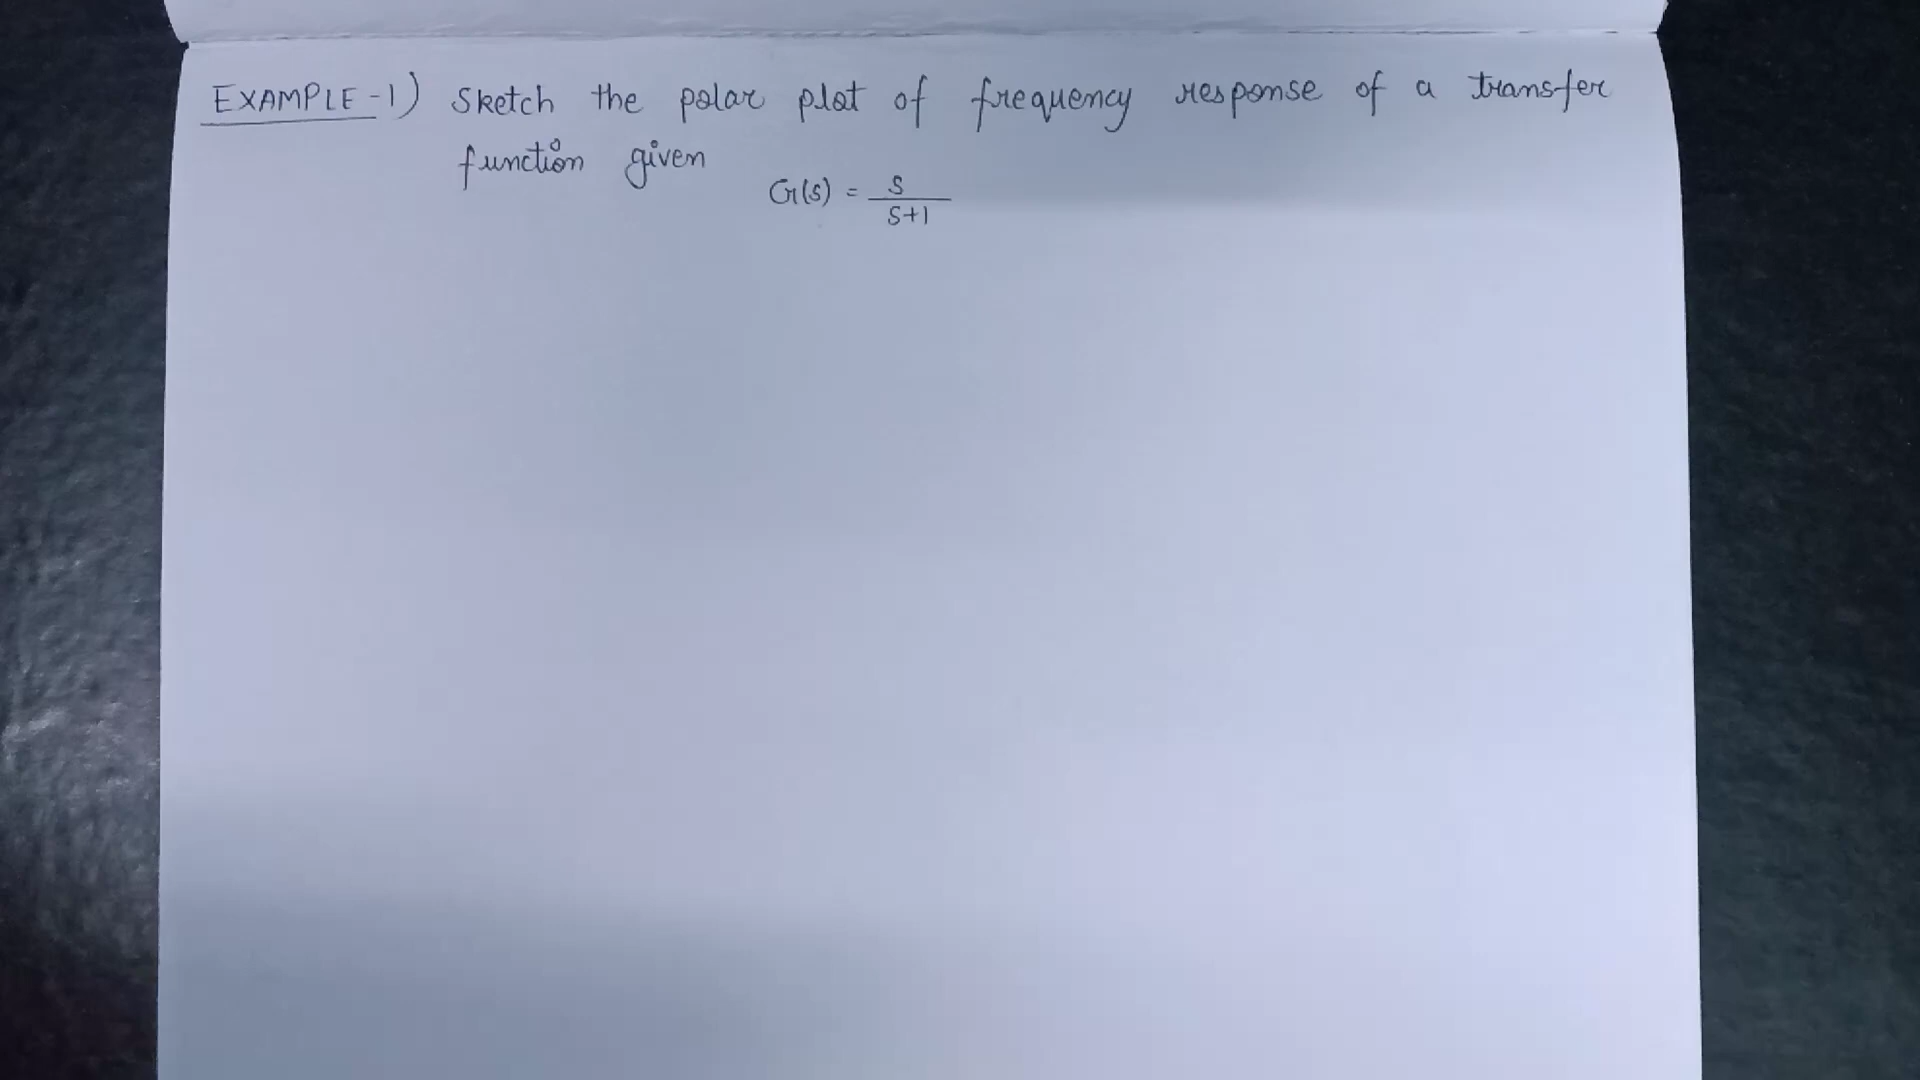 EXAMPLE-1) Sketch the polar plot of frequency response of a transfer
function given
G(s) = s/s+1